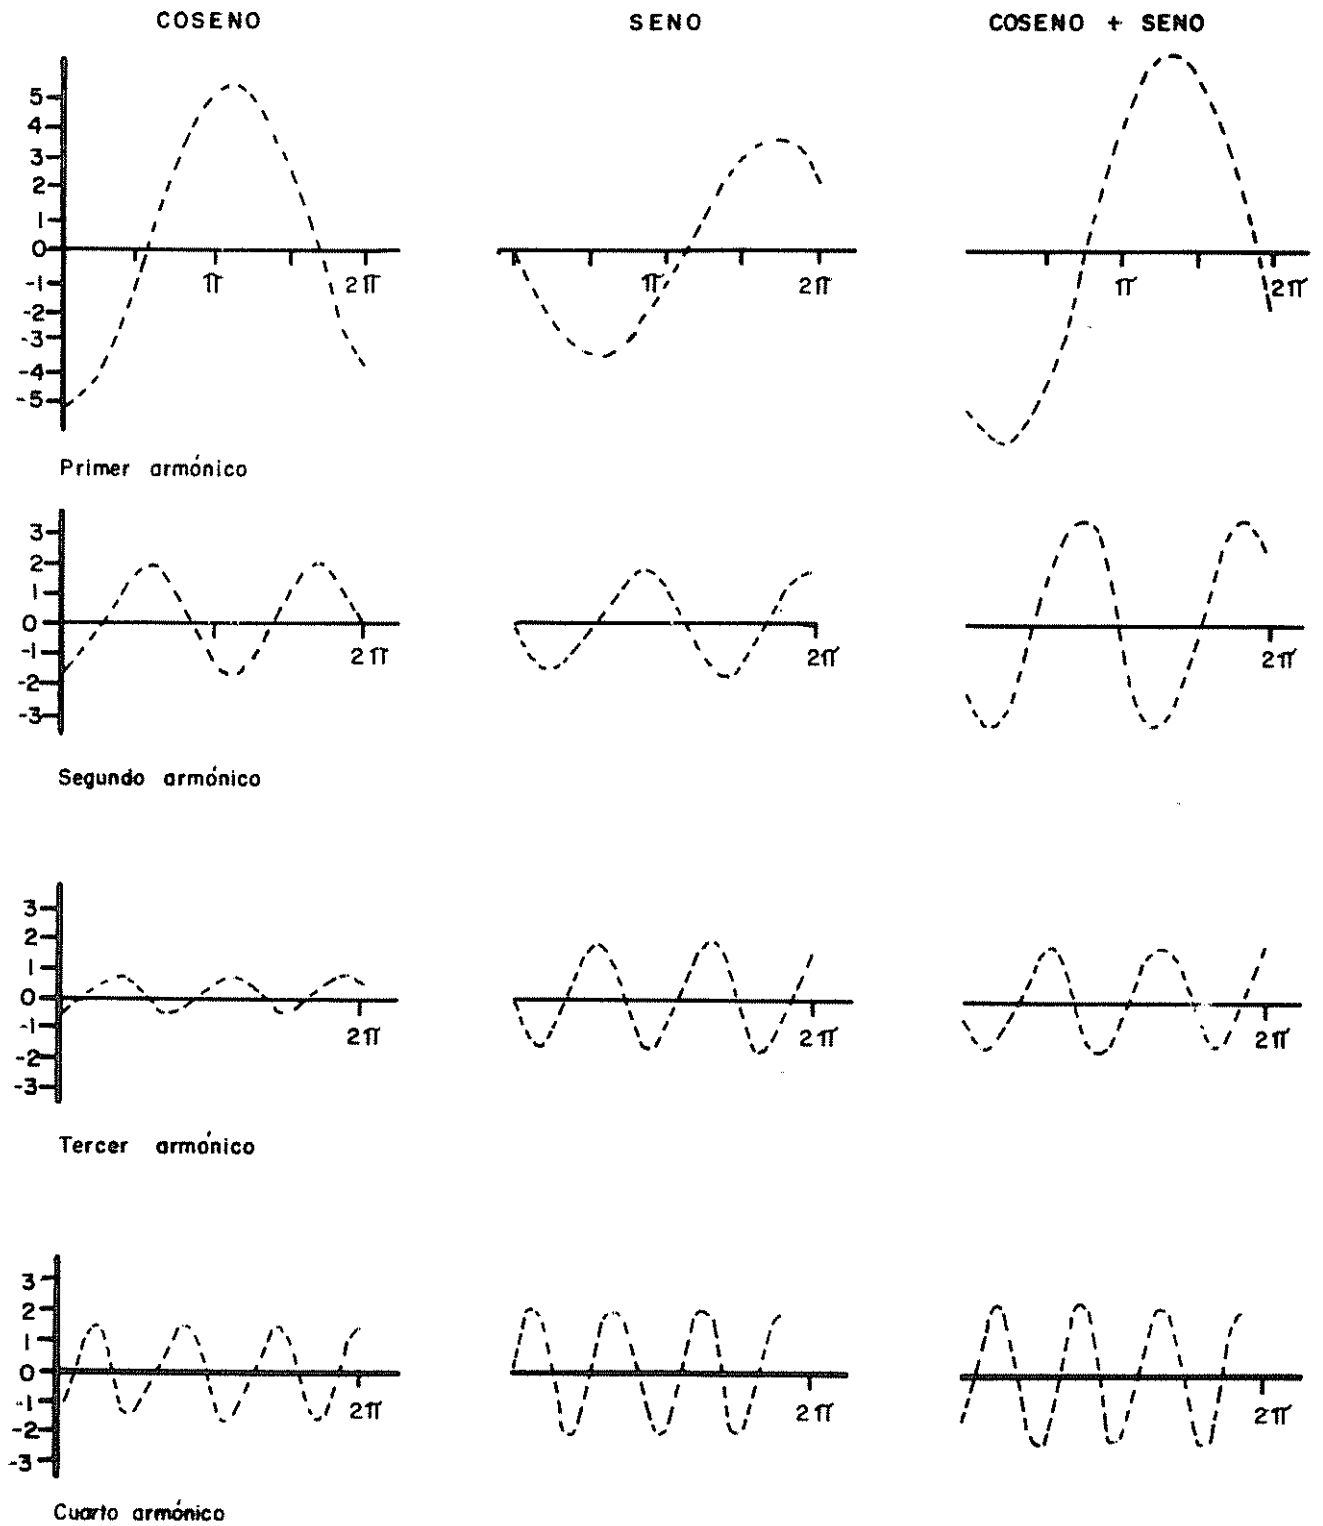 COSENO SENO COSENO + SENO
5
4
3
2
1
0
-1
-2
-3
-4
-5
π 2π
π 2π
π 2π
Primer armónico
3
2
1
0
-1
-2
-3
2π
2π
2π
Segundo armónico
3
2
1
0
-1
-2
-3
2π
2π
2π
Tercer armónico
3
2
1
0
-1
-2
-3
2π
2π
2π
Cuarto armónico